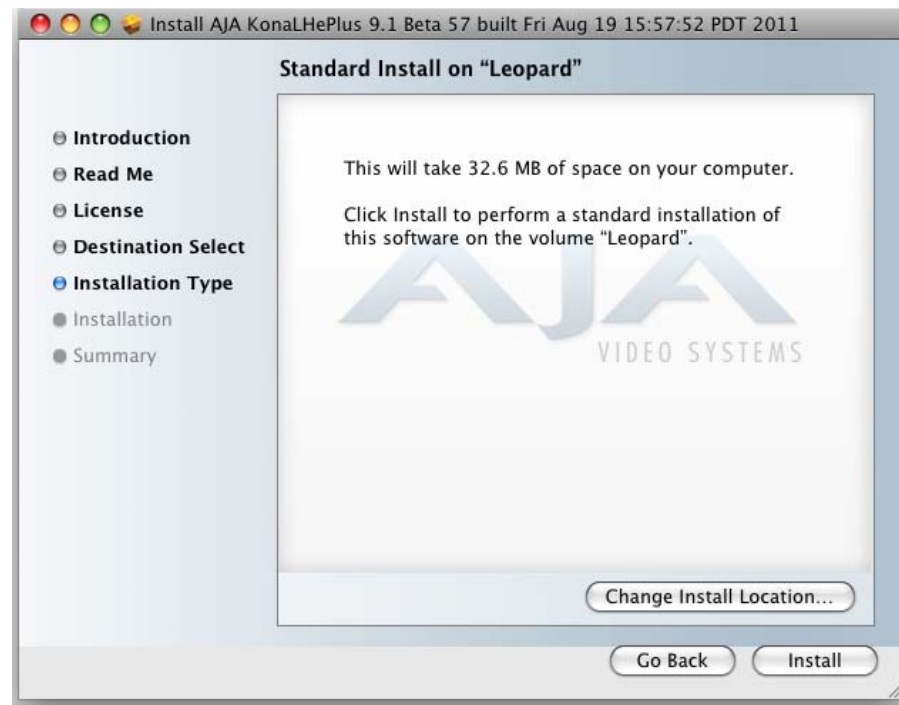 Install AJA KonaLHePlus 9.1 Beta 57 built Fri Aug 19 15:57:52 PDT 2011
Standard Install on “Leopard”
Introduction
Read Me
License
Destination Select
Installation Type
Installation
Summary
This will take 32.6 MB of space on your computer.
Click Install to perform a standard installation of
this software on the volume “Leopard”.
AJA
VIDEO SYSTEMS
Change Install Location...
Go Back
Install